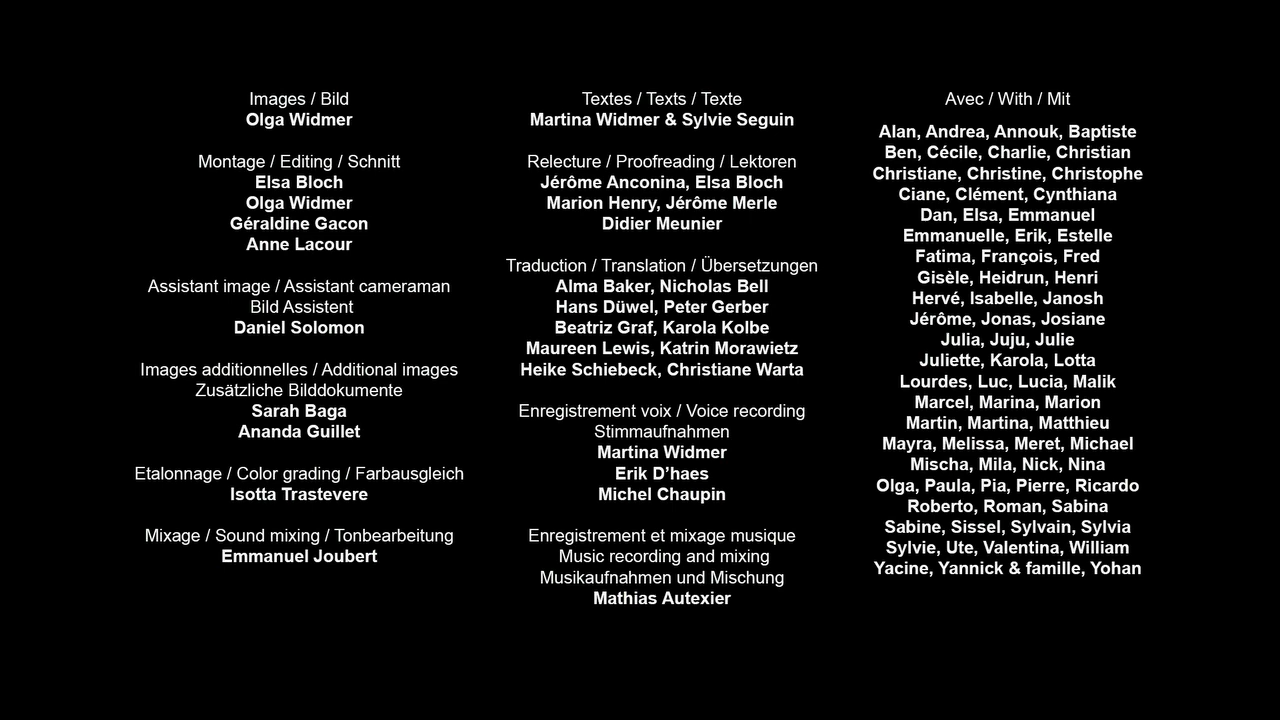 Images / Bild
Olga Widmer
Montage / Editing / Schnitt
Elsa Bloch
Olga Widmer
Géraldine Gacon
Anne Lacour
Assistant image / Assistant cameraman
Bild Assistent
Daniel Solomon
Images additionnelles / Additional images
Zusätzliche Bilddokumente
Sarah Baga
Ananda Guillet
Etalonnage / Color grading / Farbausgleich
Isotta Trastevere
Mixage / Sound mixing / Tonbearbeitung
Emmanuel Joubert
Textes / Texts / Texte
Martina Widmer & Sylvie Seguin
Relecture / Proofreading / Lektoren
Jérôme Anconina, Elsa Bloch
Marion Henry, Jérôme Merle
Didier Meunier
Traduction / Translation / Übersetzungen
Alma Baker, Nicholas Bell
Hans Düwel, Peter Gerber
Beatriz Graf, Karola Kolbe
Maureen Lewis, Katrin Morawietz
Heike Schiebeck, Christiane Warta
Enregistrement voix / Voice recording
Stimmaufnahmen
Martina Widmer
Erik D’haes
Michel Chaupin
Enregistrement et mixage musique
Music recording and mixing
Musikaufnahmen und Mischung
Mathias Autexier
Avec / With / Mit
Alan, Andrea, Annouk, Baptiste
Ben, Cécile, Charlie, Christian
Christiane, Christine, Christophe
Ciane, Clément, Cynthiana
Dan, Elsa, Emmanuel
Emmanuelle, Erik, Estelle
Fatima, François, Fred
Gisèle, Heidrun, Henri
Hervé, Isabelle, Janosh
Jérôme, Jonas, Josiane
Julia, Juju, Julie
Juliette, Karola, Lotta
Lourdes, Luc, Lucia, Malik
Marcel, Marina, Marion
Martin, Martina, Matthieu
Mayra, Melissa, Meret, Michael
Mischa, Mila, Nick, Nina
Olga, Paula, Pia, Pierre, Ricardo
Roberto, Roman, Sabina
Sabine, Sissel, Sylvain, Sylvia
Sylvie, Ute, Valentina, William
Yacine, Yannick & famille, Yohan